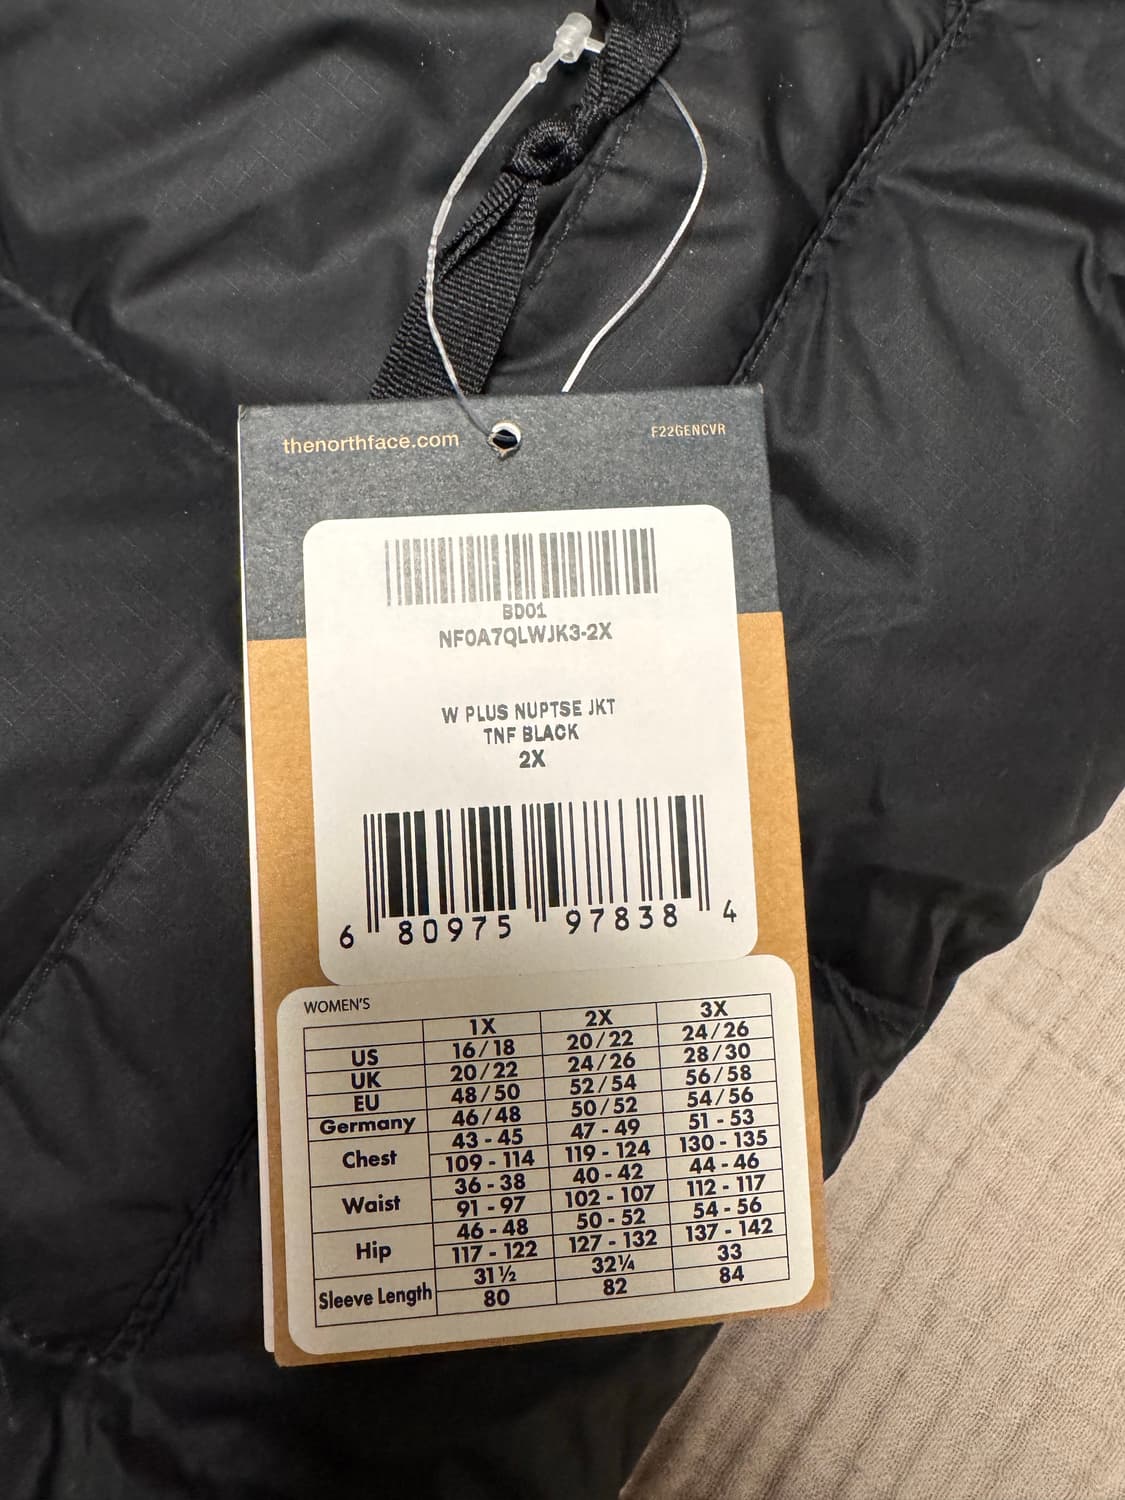 thenorthface.com F22GENCVR
BD01
NF0A7QLWJK3-2X
W PLUS NUPTSE JKT
TNF BLACK
2X
6 80975 97838 4
WOMEN'S
1X 2X 3X
US 16/18 20/22 24/26
UK 20/22 24/26 28/30
EU 48/50 52/54 56/58
Germany 46/48 50/52 54/56
Chest 43 - 45 47 - 49 51 - 53
109 - 114 119 - 124 130 - 135
Waist 36 - 38 40 - 42 44 - 46
91 - 97 102 - 107 112 - 117
Hip 46 - 48 50 - 52 54 - 56
117 - 122 127 - 132 137 - 142
Sleeve Length 31½ 32¼ 33
80 82 84